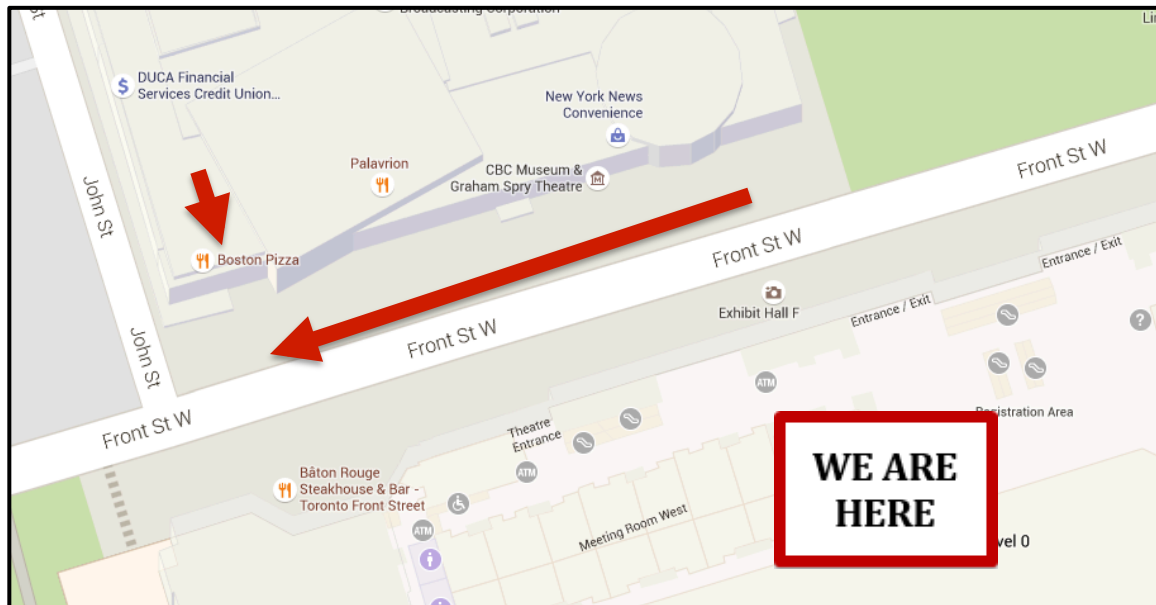 St
Broadcasting Corporation
DUCA Financial
Services Credit Union...
New York News
Convenience
Palavrion
CBC Museum &
Graham Spry Theatre
Front St W
John St
Boston Pizza
Front St W
Entrance / Exit
Exhibit Hall F
Entrance / Exit
Front St W
John St
ATM
Registration Area
Front St W
Theatre
Entrance
WE ARE
HERE
ATM
Bâton Rouge
Steakhouse & Bar -
Toronto Front Street
Meeting Room West
ATM
vel 0